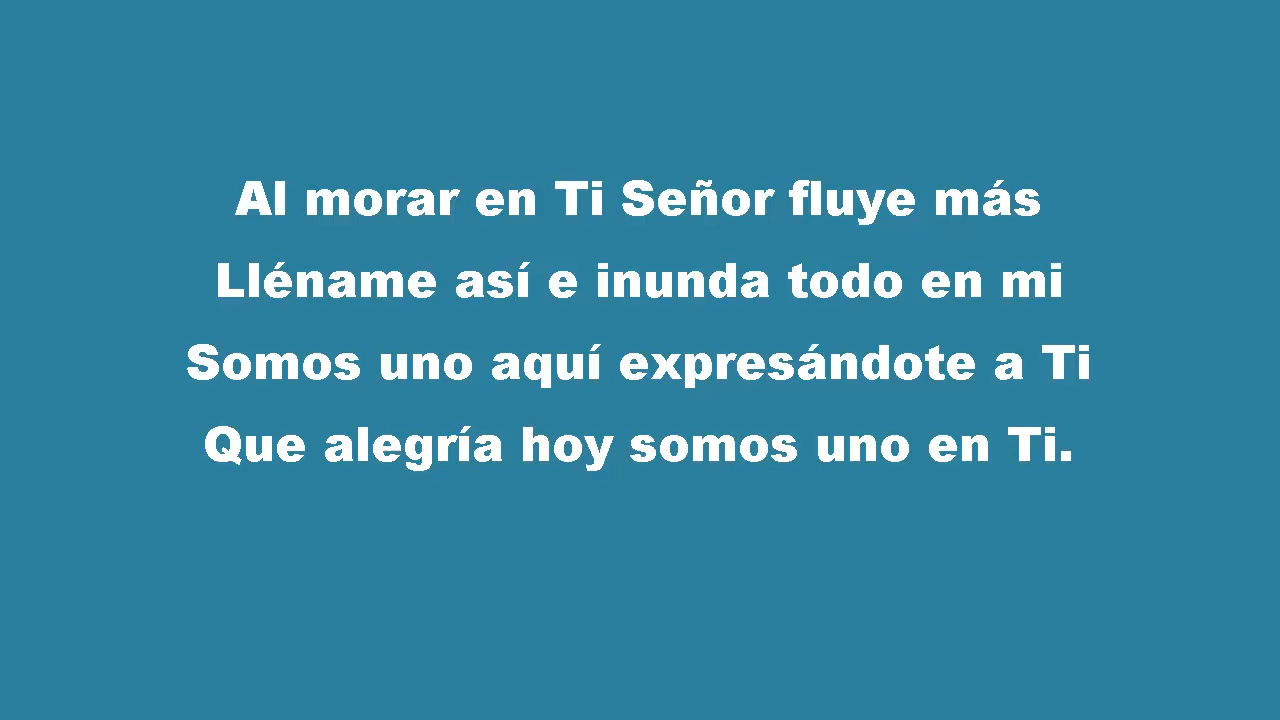 Al morar en Ti Señor fluye más
Lléname así e inunda todo en mi
Somos uno aquí expresándote a Ti
Que alegría hoy somos uno en Ti.